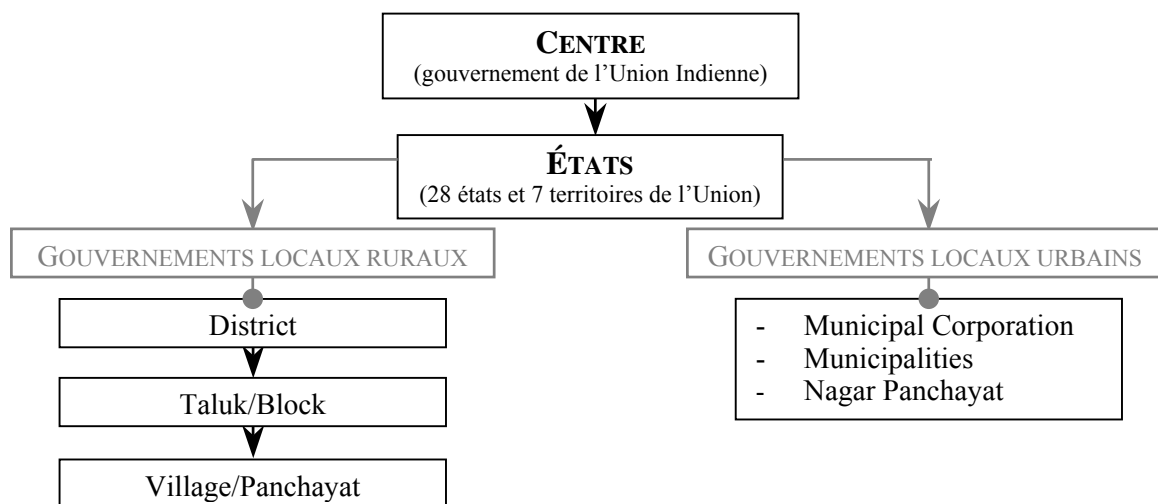 CENTRE
(gouvernement de l’Union Indienne)
ÉTATS
(28 états et 7 territoires de l’Union)
GOUVERNEMENTS LOCAUX RURAUX
GOUVERNEMENTS LOCAUX URBAINS
District
Taluk/Block
Village/Panchayat
- Municipal Corporation
- Municipalities
- Nagar Panchayat